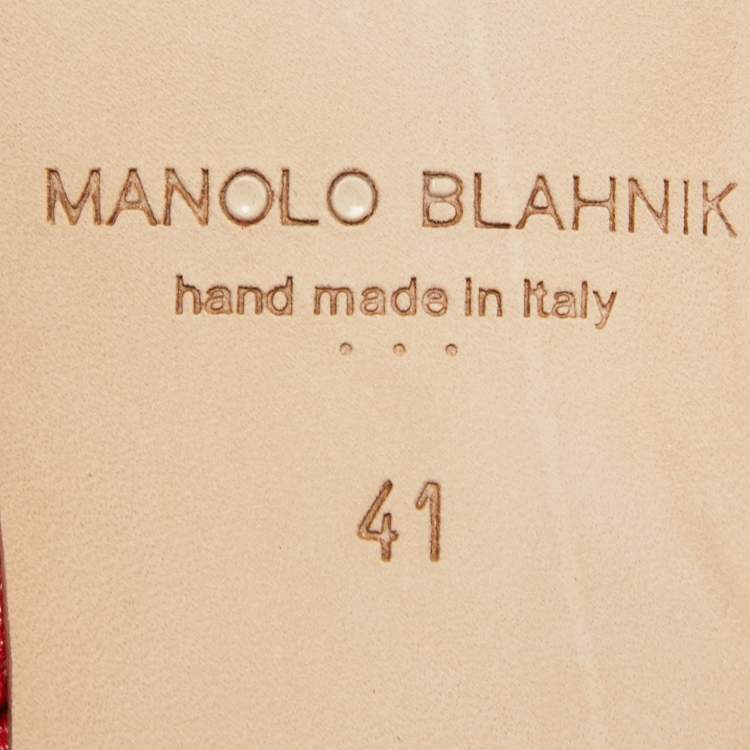 MANOLO BLAHNIK
hand made in Italy
• • •
41